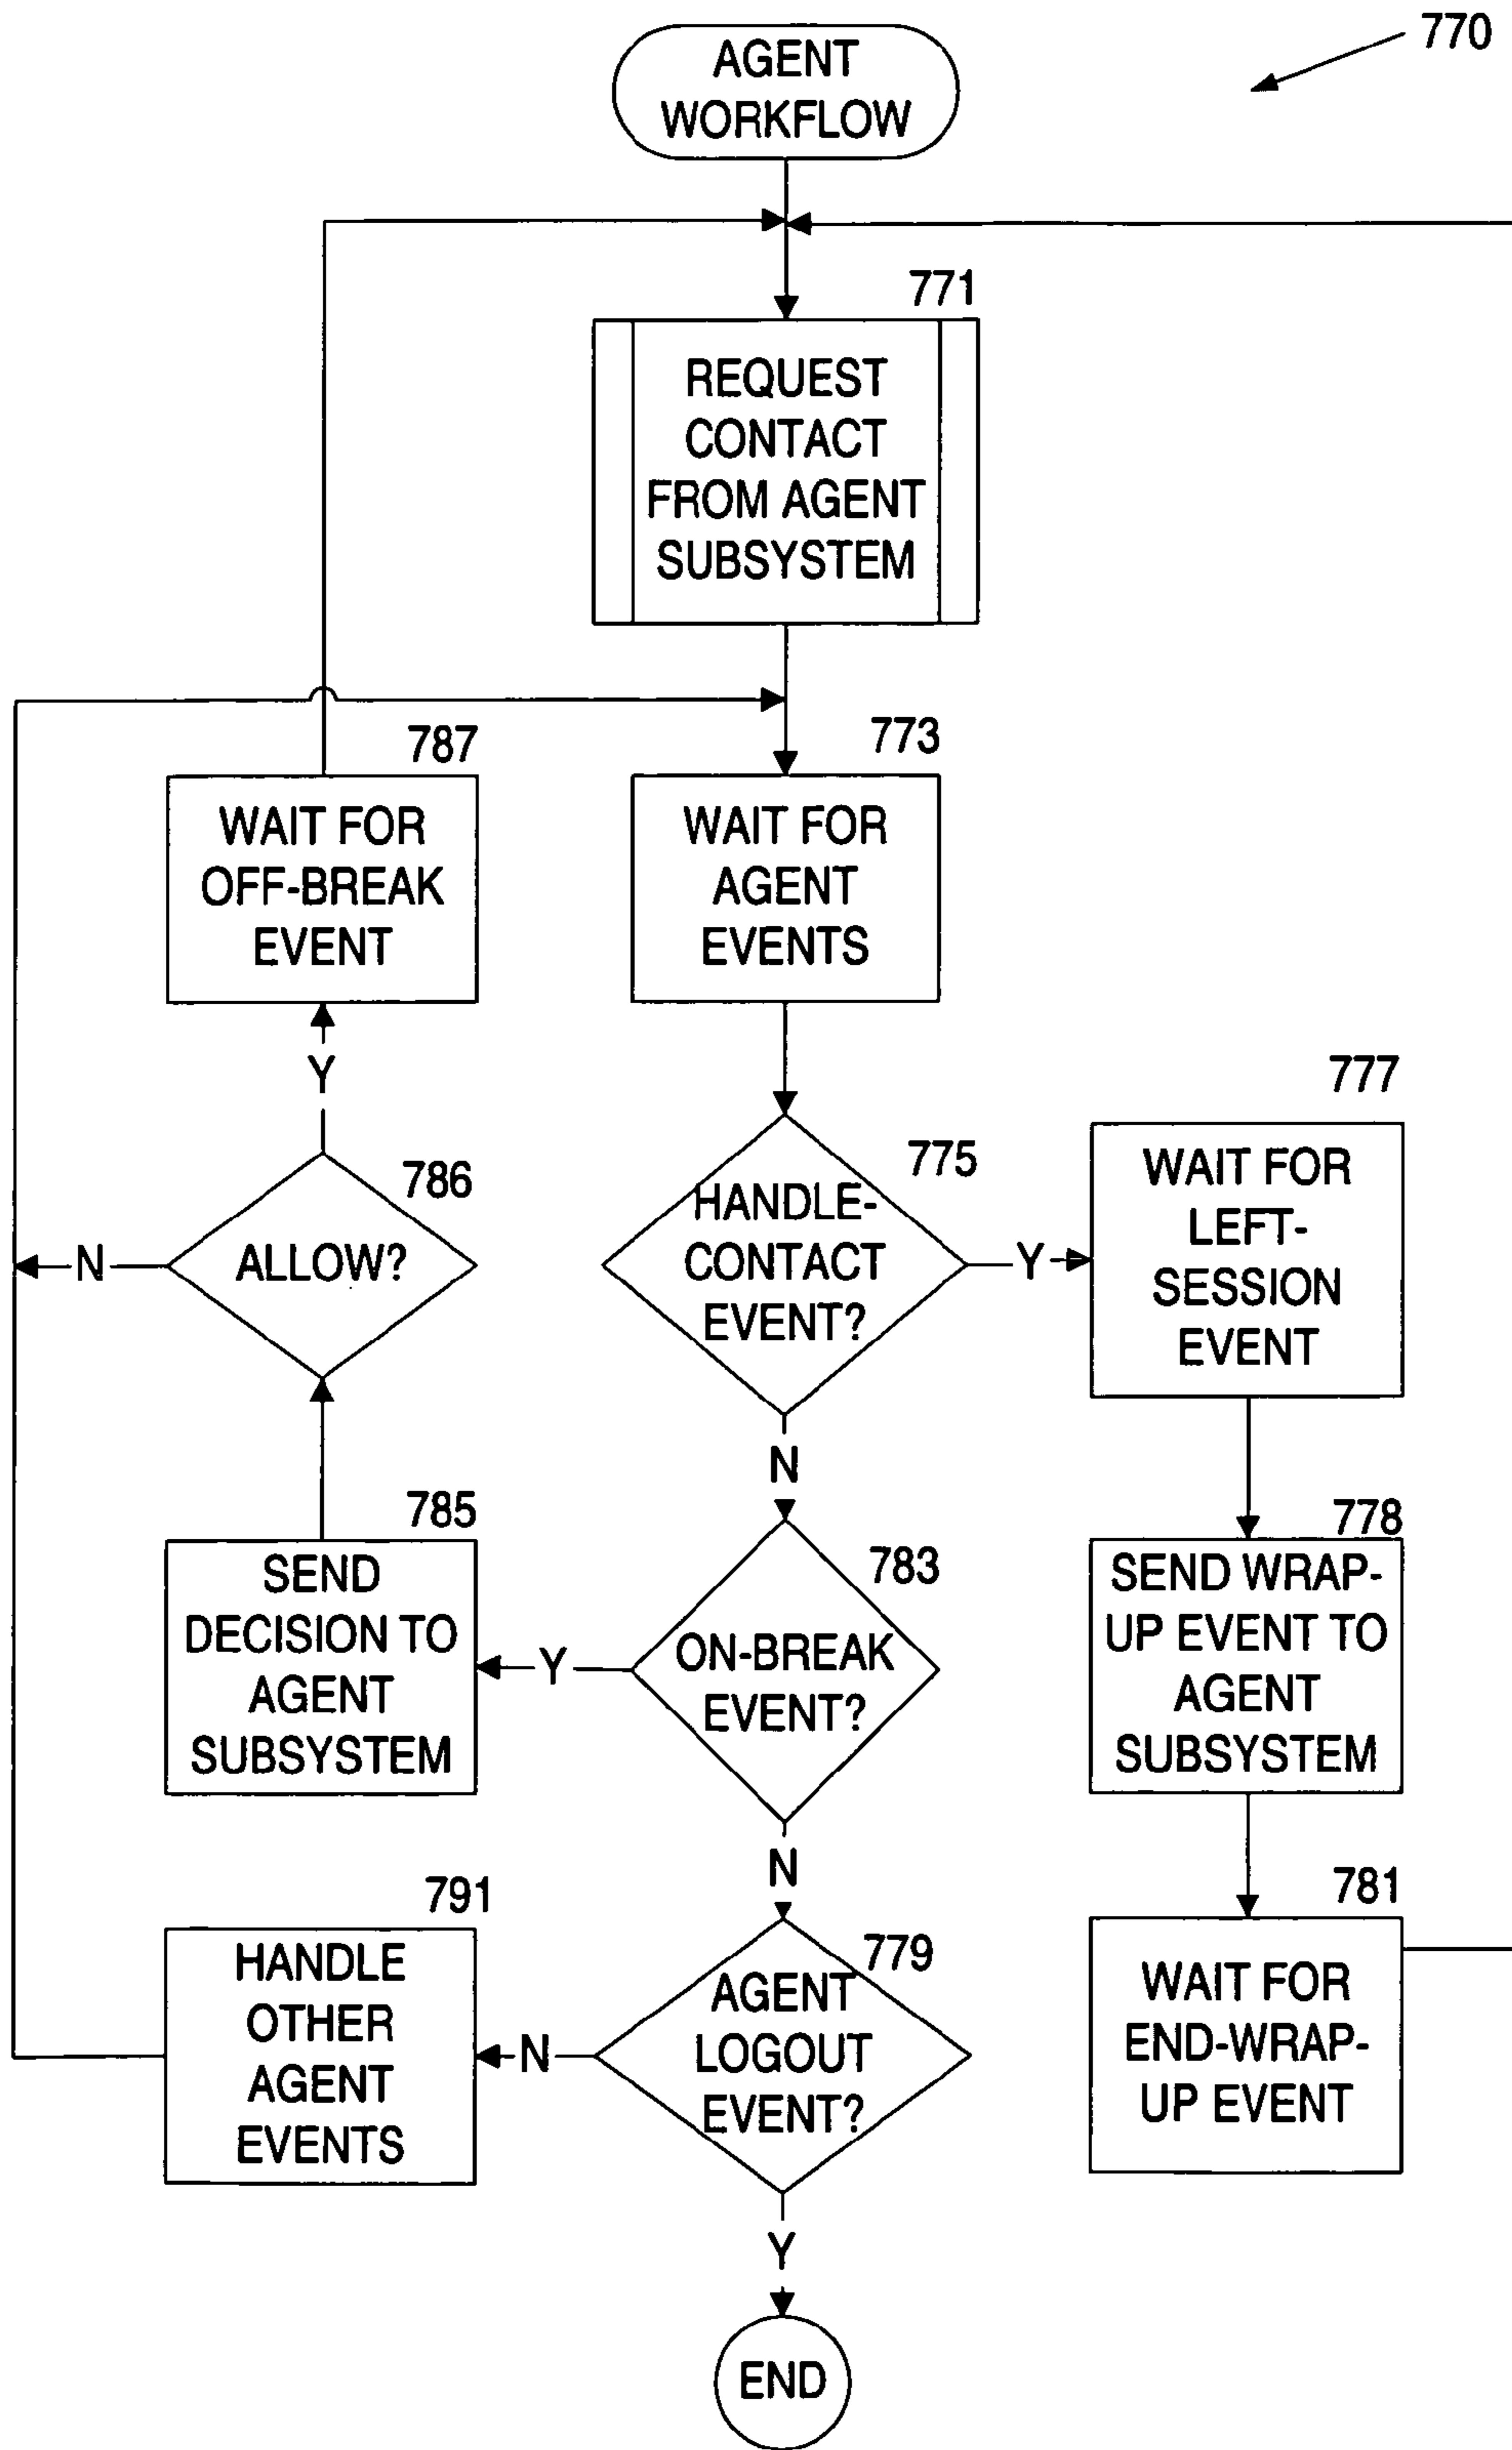 770
AGENT
WORKFLOW
771
REQUEST
CONTACT
FROM AGENT
SUBSYSTEM
787
WAIT FOR
OFF-BREAK
EVENT
773
WAIT FOR
AGENT
EVENTS
Y
786
ALLOW?
N
775
HANDLE-
CONTACT
EVENT?
Y
777
WAIT FOR
LEFT-
SESSION
EVENT
N
785
SEND
DECISION TO
AGENT
SUBSYSTEM
Y
783
ON-BREAK
EVENT?
778
SEND WRAP-
UP EVENT TO
AGENT
SUBSYSTEM
N
791
HANDLE
OTHER
AGENT
EVENTS
N
779
AGENT
LOGOUT
EVENT?
781
WAIT FOR
END-WRAP-
UP EVENT
Y
END